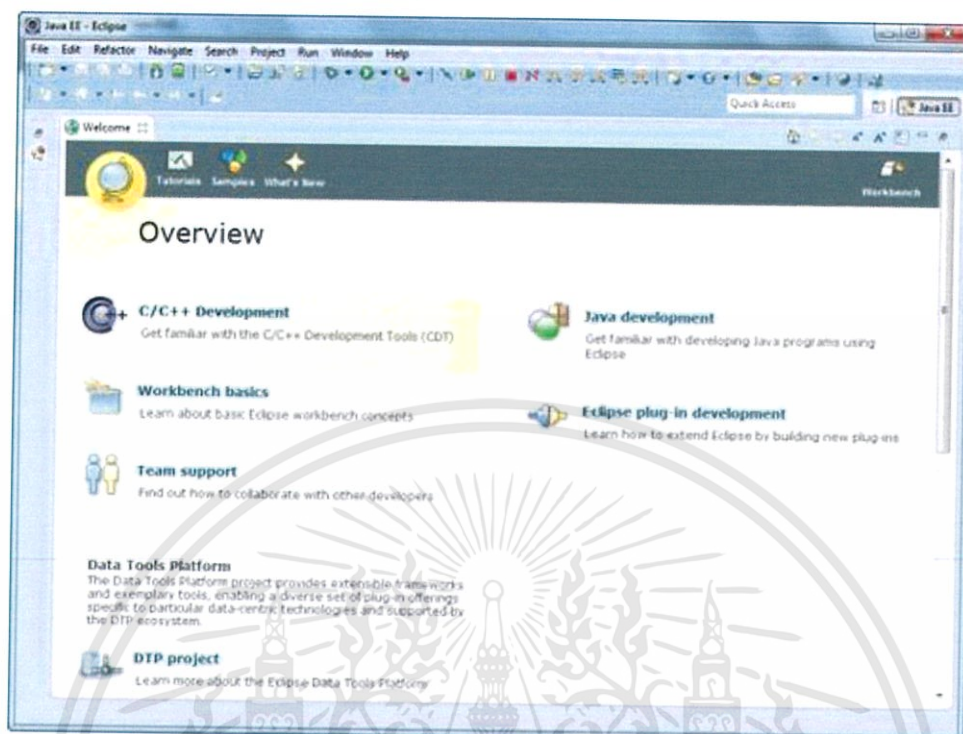 Java EE - Eclipse
File Edit Refactor Navigate Search Project Run Window Help
Quick Access
Java EE
Welcome
Tutorials Samples What's New
Workbench
Overview
C/C++ Development
Get familiar with the C/C++ Development Tools (CDT)
Java development
Get familiar with developing Java programs using
Eclipse
Workbench basics
Learn about basic Eclipse workbench concepts
Eclipse plug-in development
Learn how to extend Eclipse by building new plug-ins
Team support
Find out how to collaborate with other developers
Data Tools Platform
The Data Tools Platform project provides extensible frameworks
and exemplary tools, enabling a diverse set of plug-in offerings
specific to particular data-centric technologies and supported by
the DTP ecosystem.
DTP project
Learn more about the Eclipse Data Tools Platform